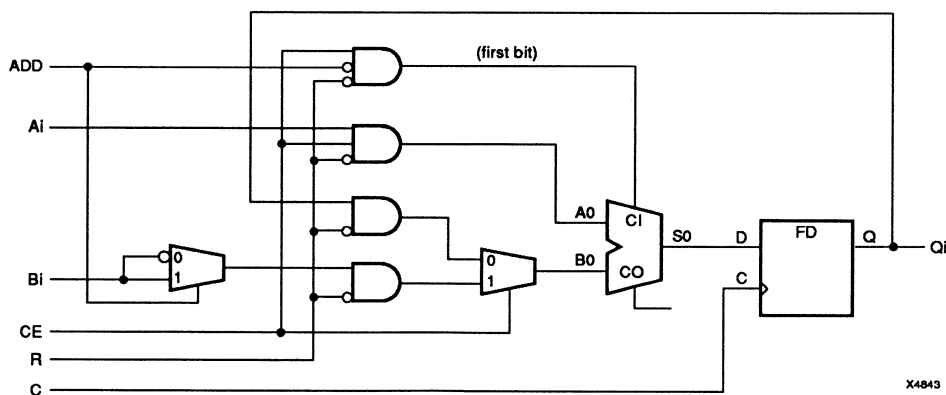 (first bit)
ADD
Ai
A0
CI
S0
D
FD
Q
Qi
0
1
Bi
0
1
B0
CO
C
CE
R
C
X4843